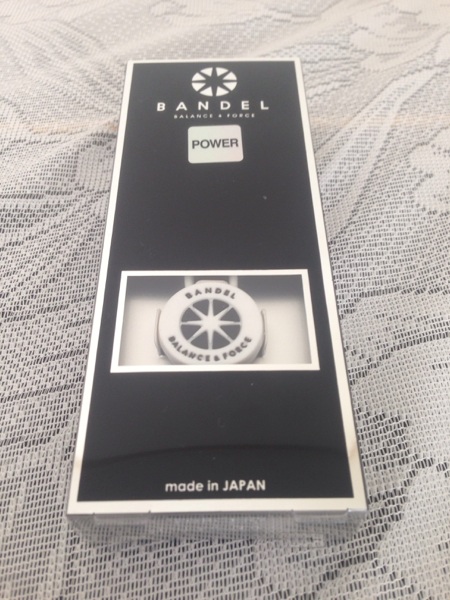 BANDEL
BALANCE & FORCE
POWER
BANDEL
BALANCE & FORCE
made in JAPAN